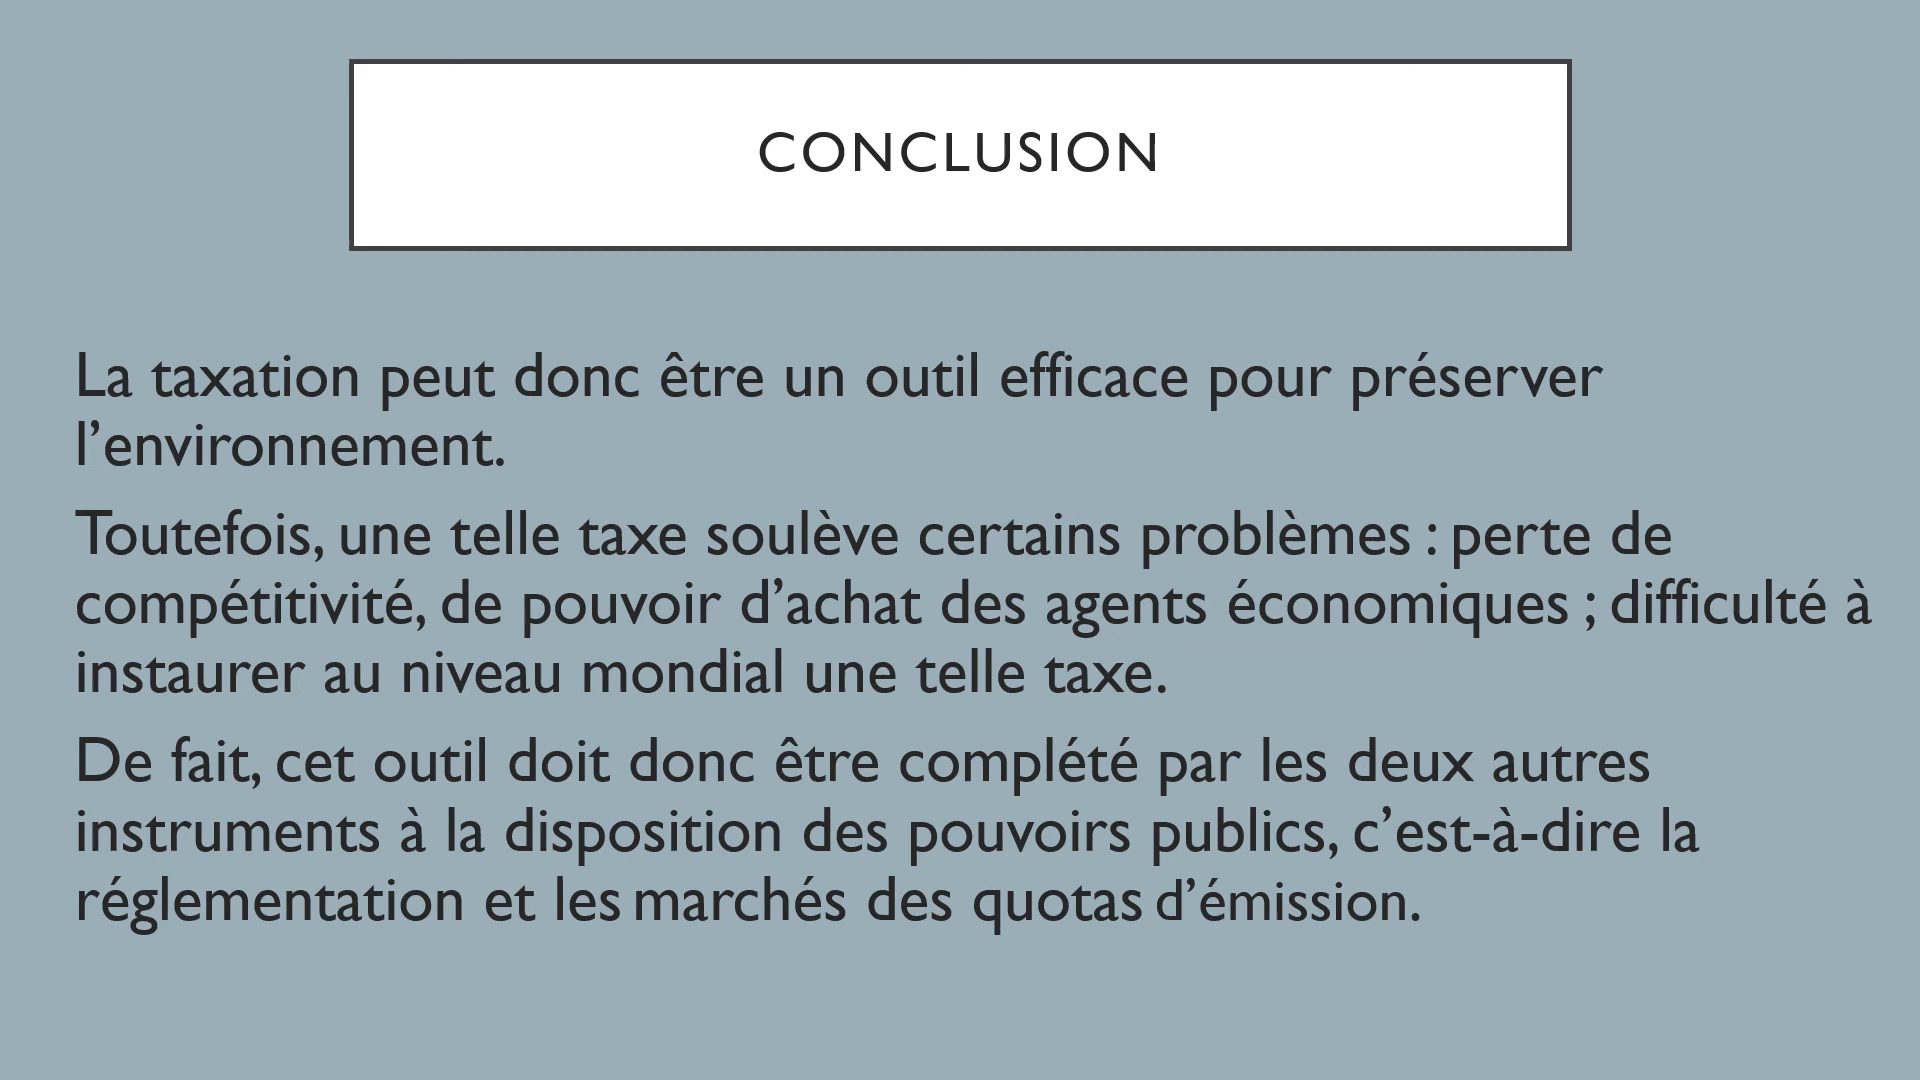 CONCLUSION
La taxation peut donc être un outil efficace pour préserver
l’environnement.
Toutefois, une telle taxe soulève certains problèmes : perte de
compétitivité, de pouvoir d’achat des agents économiques ; difficulté à
instaurer au niveau mondial une telle taxe.
De fait, cet outil doit donc être complété par les deux autres
instruments à la disposition des pouvoirs publics, c’est-à-dire la
réglementation et les marchés des quotas d’émission.